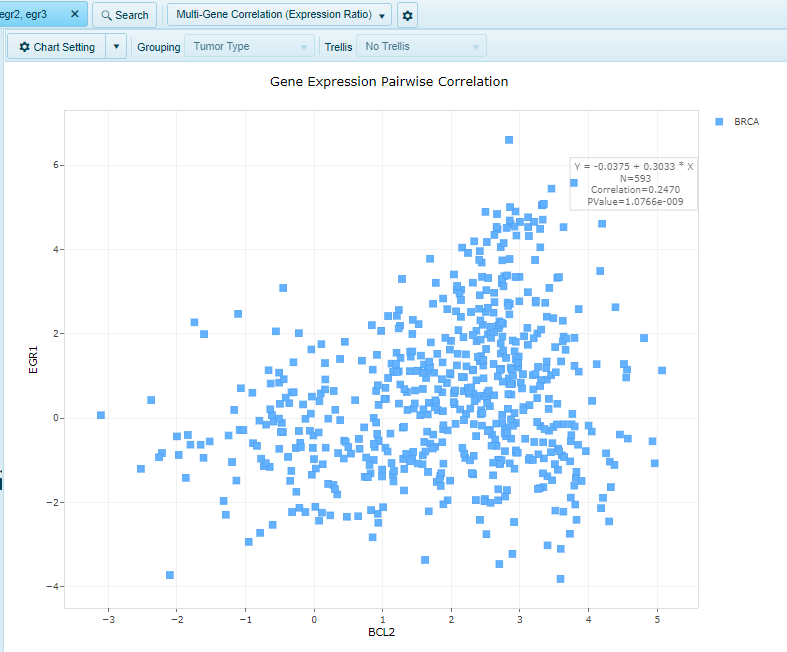 egr2, egr3 ✕ Search Multi-Gene Correlation (Expression Ratio)
Chart Setting Grouping Tumor Type Trellis No Trellis
Gene Expression Pairwise Correlation
BRCA
Y = -0.0375 + 0.3033 * X
N=593
Correlation=0.2470
PValue=1.0766e-009
6
4
2
0
−2
−4
EGR1
−3 −2 −1 0 1 2 3 4 5
BCL2